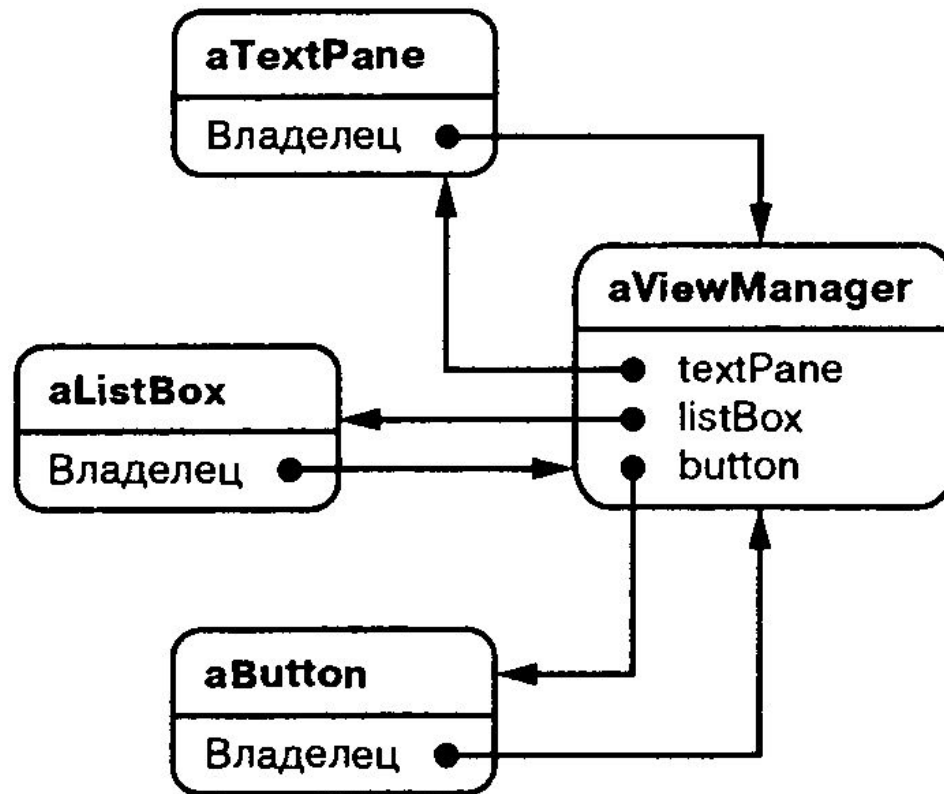 aTextPane
Владелец
aViewManager
textPane
listBox
button
aListBox
Владелец
aButton
Владелец